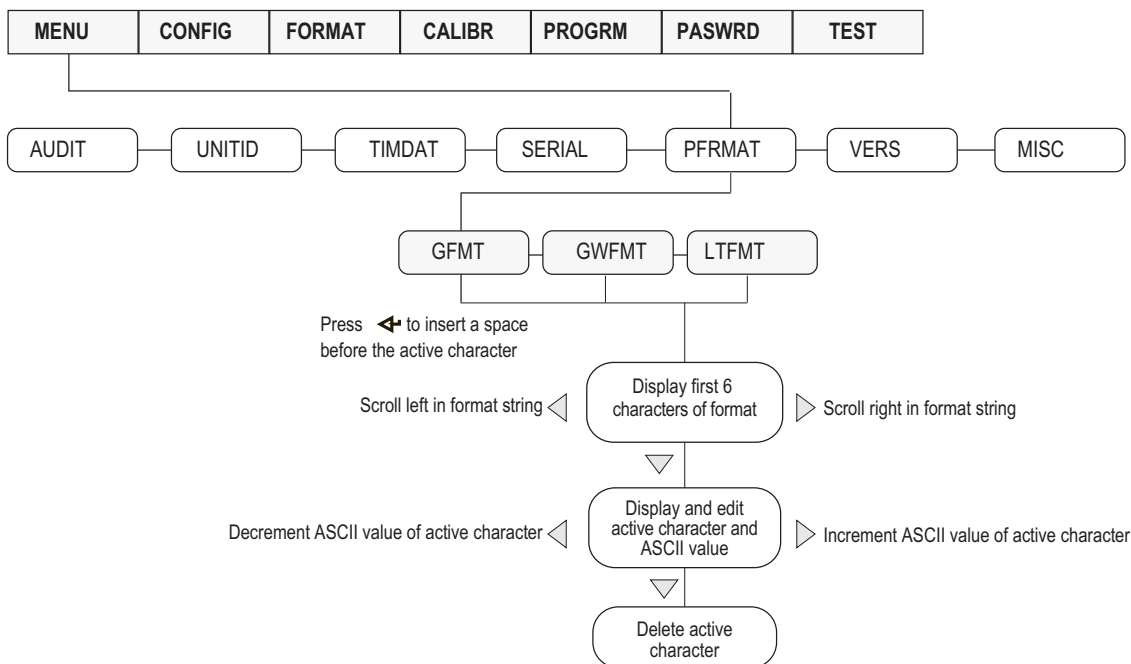 MENU CONFIG FORMAT CALIBR PROGRM PASWRD TEST
AUDIT UNITID TIMDAT SERIAL PFRMAT VERS MISC
GFMT GWFMT LTFMT
Press to insert a space
before the active character
Display first 6
characters of format
Scroll left in format string
Scroll right in format string
Display and edit
active character and
ASCII value
Decrement ASCII value of active character
Increment ASCII value of active character
Delete active
character